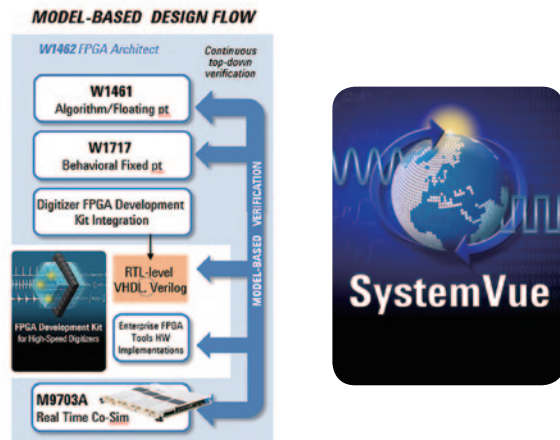 MODEL-BASED DESIGN FLOW
W1462 FPGA Architect
Continuous
top-down
verification
W1461
Algorithm/Floating pt
W1717
Behavioral Fixed pt
Digitizer FPGA Development
Kit Integration
MODEL-BASED VERIFICATION
RTL-level
VHDL, Verilog
FPGA Development Kit
for High-Speed Digitizers
Enterprise FPGA
Tools HW
Implementations
M9703A
Real Time Co-Sim
SystemVue